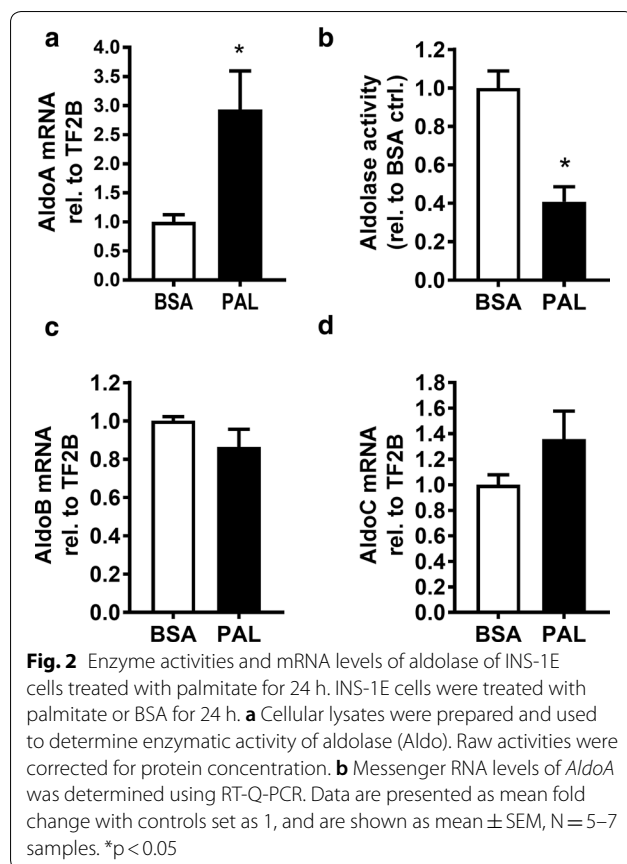 a
*
AldoA mRNA
rel. to TF2B
4.0
3.5
3.0
2.5
2.0
1.5
1.0
0.5
0.0
BSA PAL
b
*
Aldolase activity
(rel. to BSA ctrl.)
1.2
1.0
0.8
0.6
0.4
0.2
0.0
BSA PAL
c
AldoB mRNA
rel. to TF2B
1.2
1.0
0.8
0.6
0.4
0.2
0.0
BSA PAL
d
AldoC mRNA
rel. to TF2B
1.8
1.6
1.4
1.2
1.0
0.8
0.6
0.4
0.2
0.0
BSA PAL
Fig. 2 Enzyme activities and mRNA levels of aldolase of INS-1E
cells treated with palmitate for 24 h. INS-1E cells were treated with
palmitate or BSA for 24 h. a Cellular lysates were prepared and used
to determine enzymatic activity of aldolase (Aldo). Raw activities were
corrected for protein concentration. b Messenger RNA levels of AldoA
was determined using RT-Q-PCR. Data are presented as mean fold
change with controls set as 1, and are shown as mean ± SEM, N = 5–7
samples. *p < 0.05